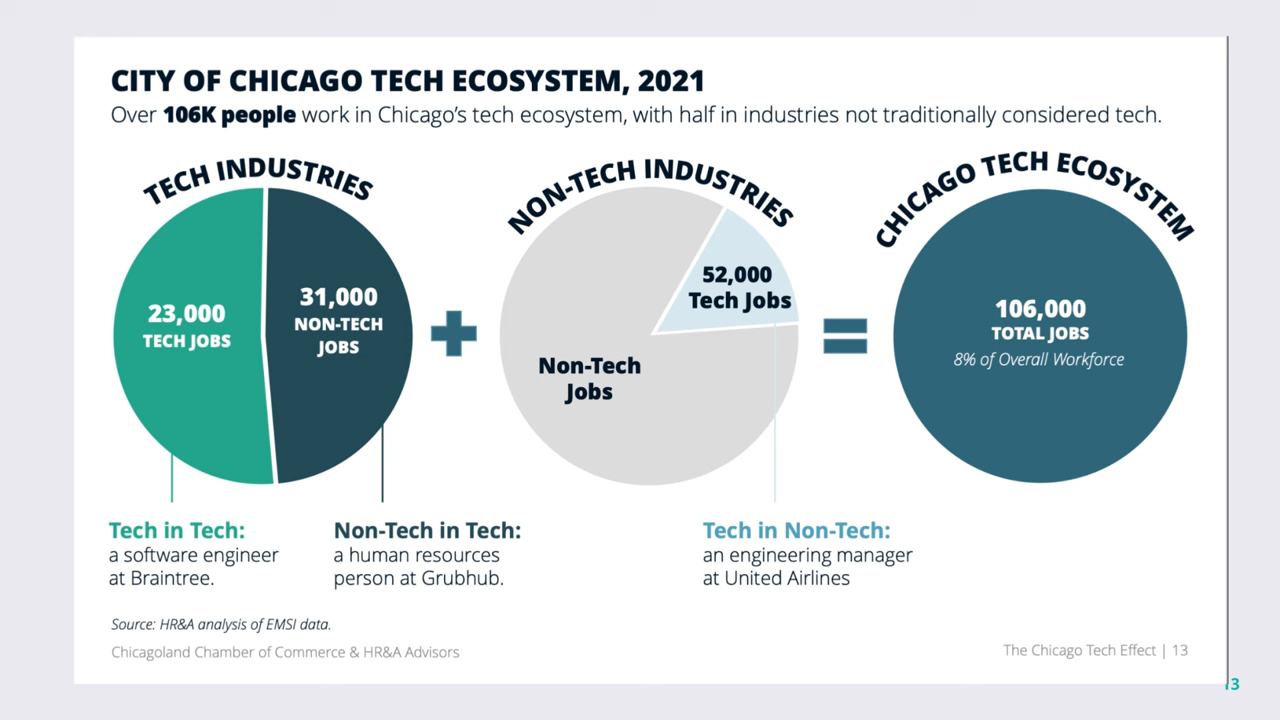 CITY OF CHICAGO TECH ECOSYSTEM, 2021
Over 106K people work in Chicago’s tech ecosystem, with half in industries not traditionally considered tech.
TECH INDUSTRIES
23,000
TECH JOBS
31,000
NON-TECH
JOBS
NON-TECH INDUSTRIES
52,000
Tech Jobs
Non-Tech
Jobs
CHICAGO TECH ECOSYSTEM
106,000
TOTAL JOBS
8% of Overall Workforce
Tech in Tech:
a software engineer
at Braintree.
Non-Tech in Tech:
a human resources
person at Grubhub.
Tech in Non-Tech:
an engineering manager
at United Airlines
Source: HR&A analysis of EMSI data.
Chicagoland Chamber of Commerce & HR&A Advisors
The Chicago Tech Effect | 13
13